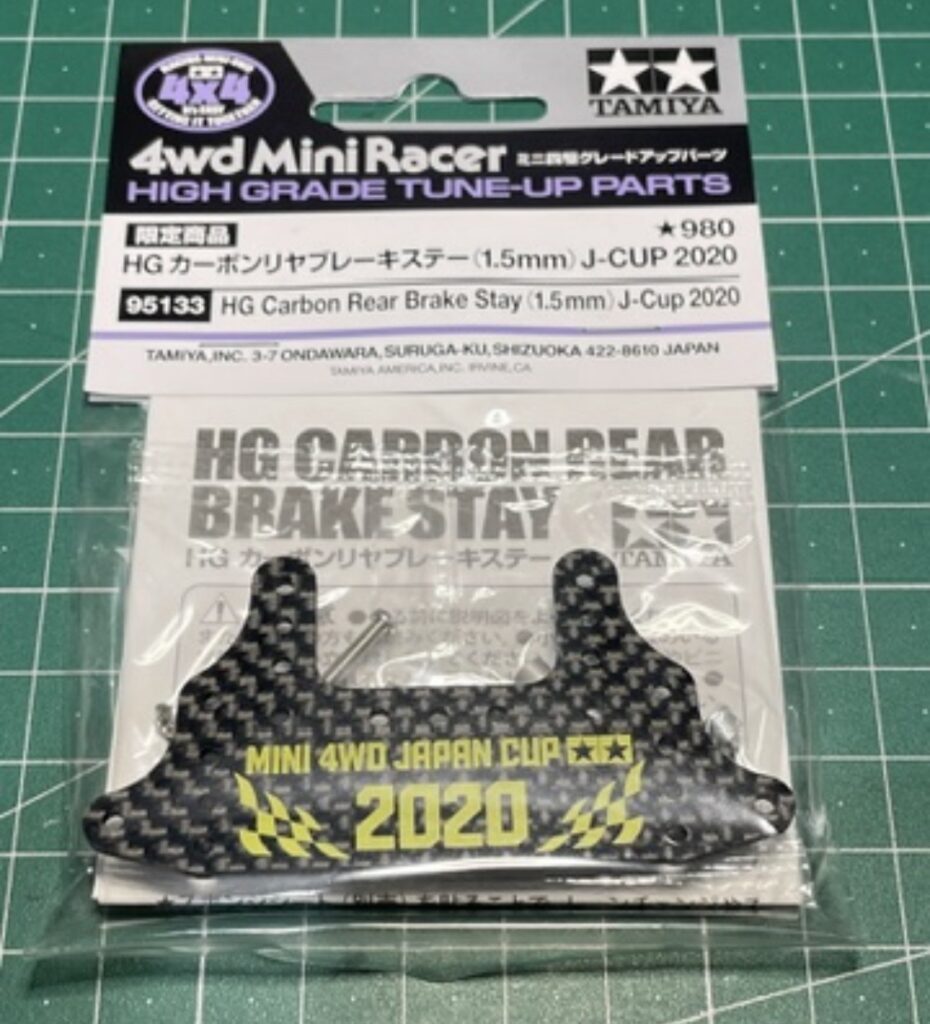 4x4
TAMIYA
4wd Mini Racer ミニ四駆グレードアップパーツ
HIGH GRADE TUNE-UP PARTS
限定商品 ★980
HG カーボンリヤブレーキステー(1.5mm) J-CUP 2020
95133 HG Carbon Rear Brake Stay (1.5mm) J-Cup 2020
TAMIYA,INC. 3-7 ONDAWARA, SURUGA-KU, SHIZUOKA 422-8610 JAPAN
TAMIYA AMERICA,INC. IRVINE,CA
HG CARBON REAR
BRAKE STAY
HG カーボンリヤブレーキステー TAMIYA
MINI 4WD JAPAN CUP
2020